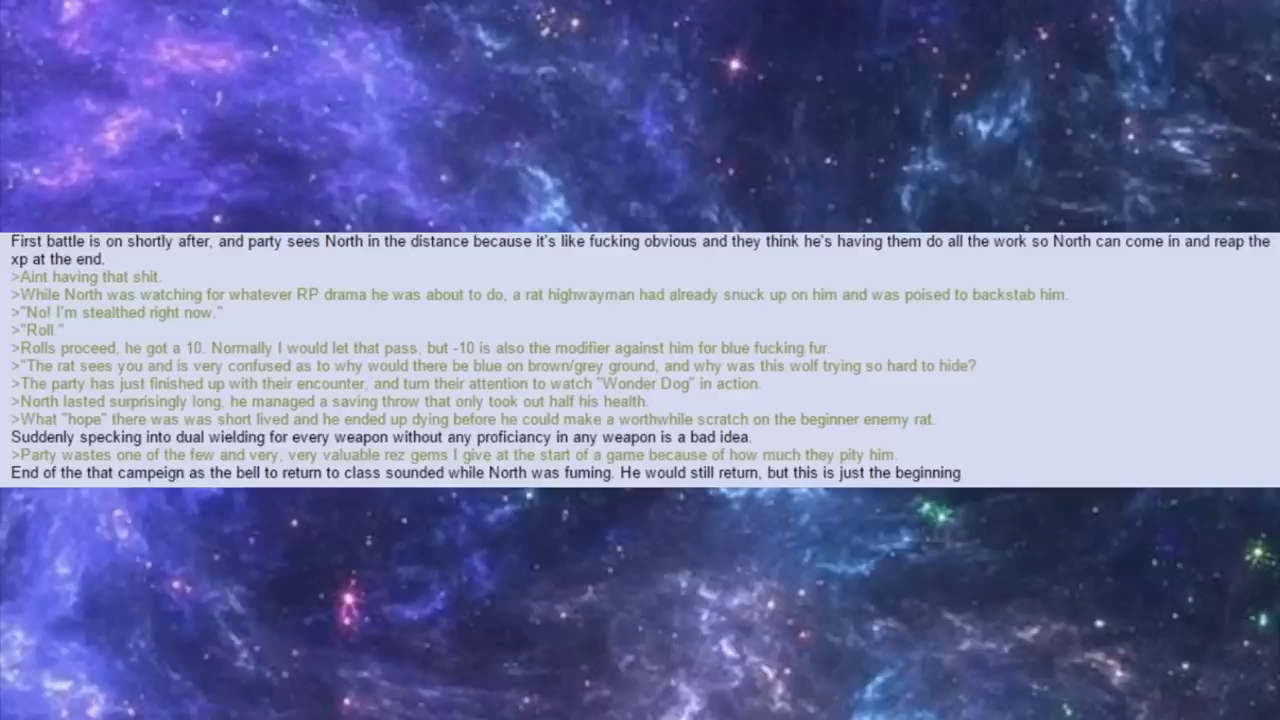 First battle is on shortly after, and party sees North in the distance because it's like fucking obvious and they think he's having them do all the work so North can come in and reap the
xp at the end.
>Aint having that shit.
>While North was watching for whatever RP drama he was about to do, a rat highwayman had already snuck up on him and was poised to backstab him.
>"No! I'm stealthed right now."
>"Roll."
>Rolls proceed, he got a 10. Normally I would let that pass, but -10 is also the modifier against him for blue fucking fur.
>"The rat sees you and is very confused as to why would there be blue on brown/grey ground, and why was this wolf trying so hard to hide?
>The party has just finished up with their encounter, and turn their attention to watch "Wonder Dog" in action.
>North lasted surprisingly long, he managed a saving throw that only took out half his health.
>What "hope" there was was short lived and he ended up dying before he could make a worthwhile scratch on the beginner enemy rat.
Suddenly specking into dual wielding for every weapon without any proficiancy in any weapon is a bad idea.
>Party wastes one of the few and very, very valuable rez gems I give at the start of a game because of how much they pity him.
End of the that campaign as the bell to return to class sounded while North was fuming. He would still return, but this is just the beginning